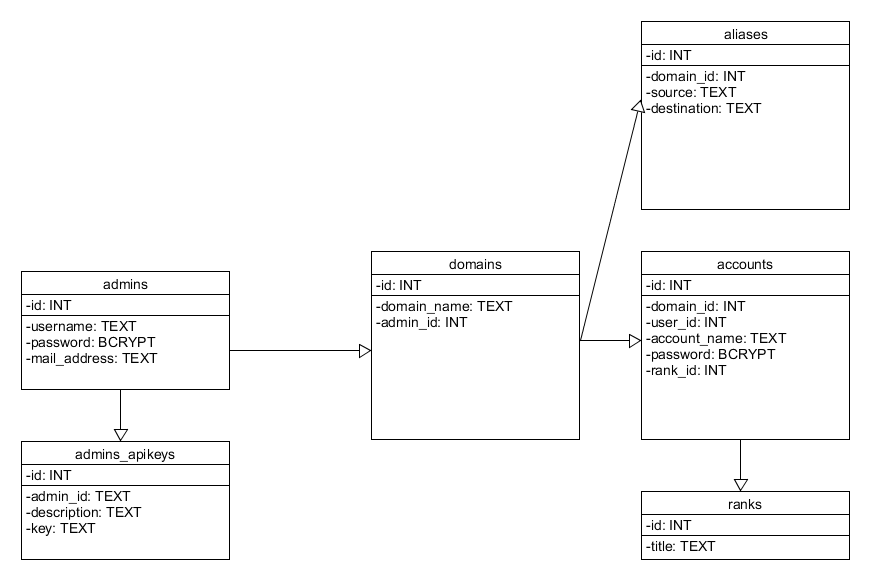 aliases
-id: INT
-domain_id: INT
-source: TEXT
-destination: TEXT
admins
-id: INT
-username: TEXT
-password: BCRYPT
-mail_address: TEXT
domains
-id: INT
-domain_name: TEXT
-admin_id: INT
accounts
-id: INT
-domain_id: INT
-user_id: INT
-account_name: TEXT
-password: BCRYPT
-rank_id: INT
admins_apikeys
-id: INT
-admin_id: TEXT
-description: TEXT
-key: TEXT
ranks
-id: INT
-title: TEXT